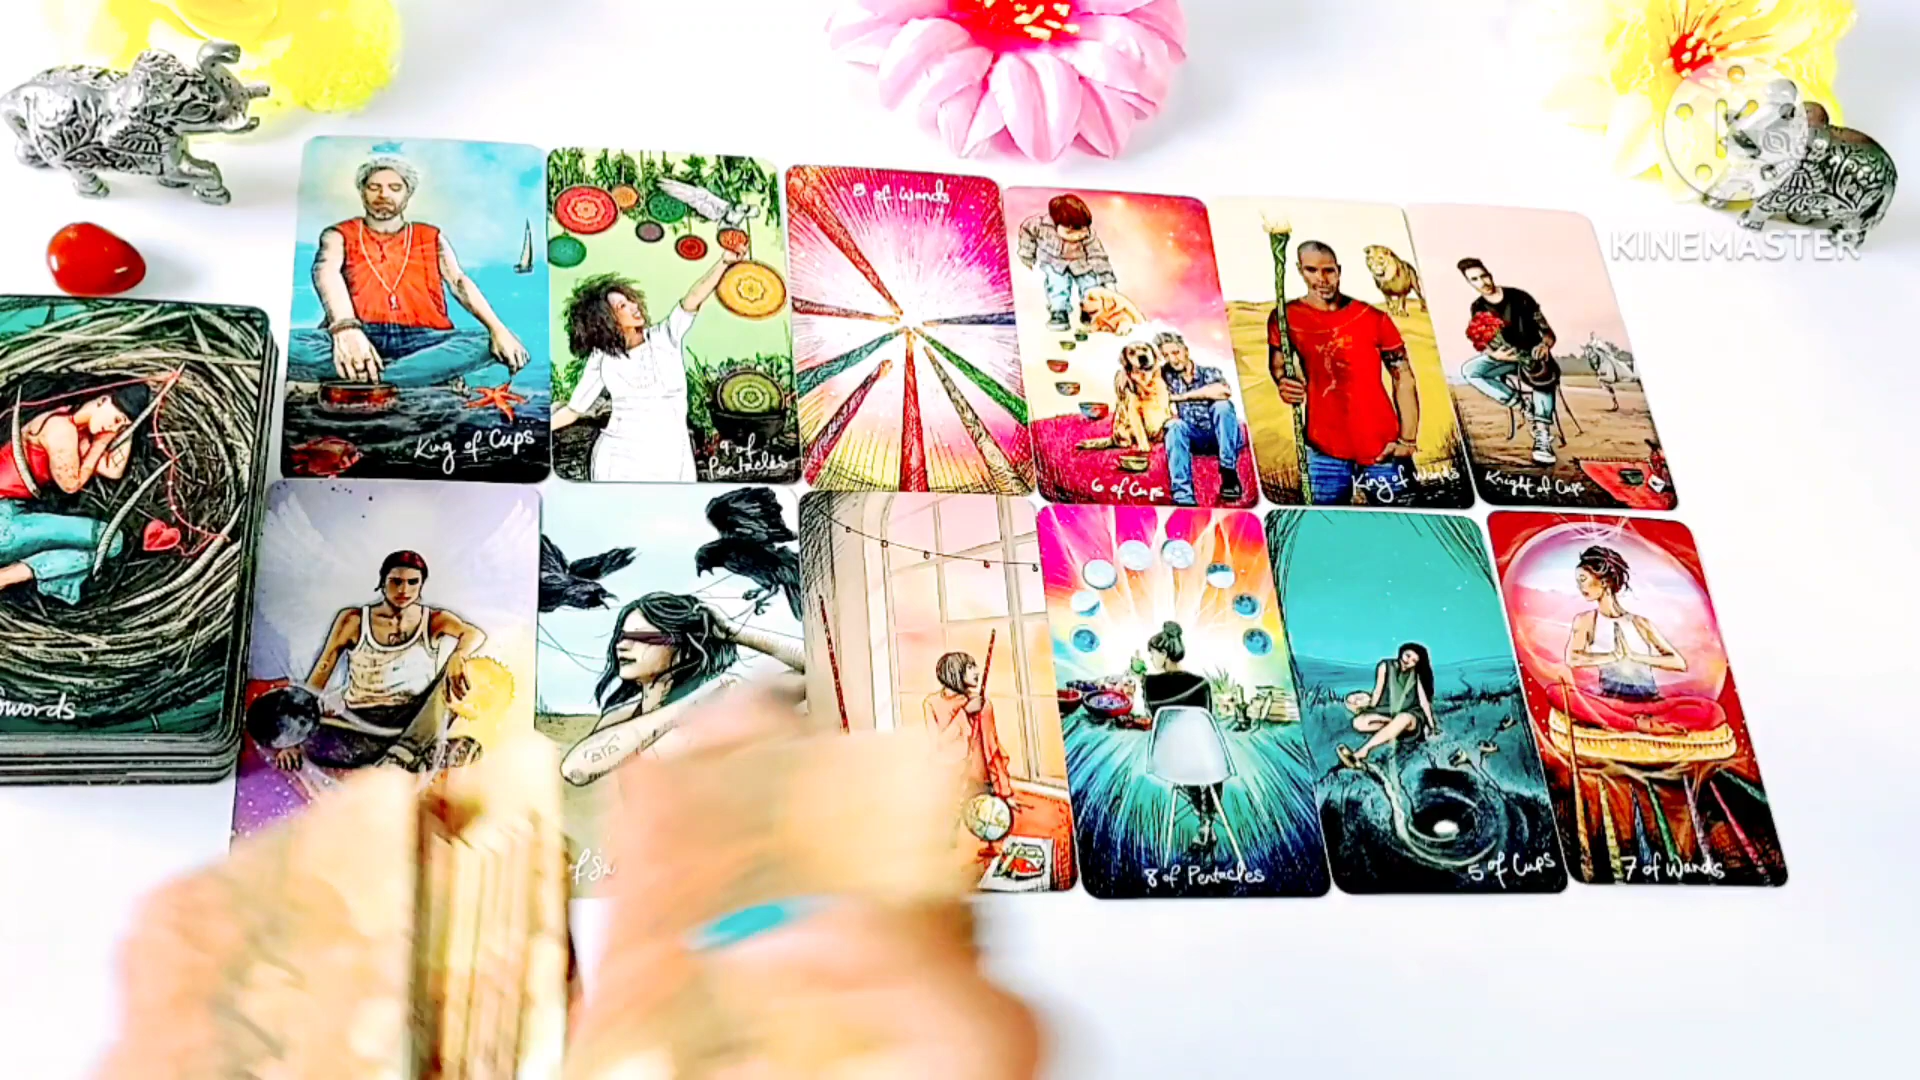 8 of Wands
KINEMASTER
King of Cups
9 of
Pentacles
6 of Cups
King of Wands
Knight of Cups
Swords
8 of Pentacles
5 of Cups
7 of Wands